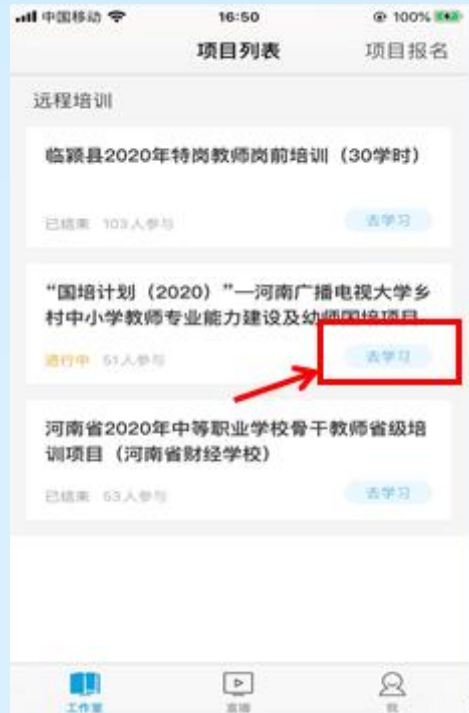 中国移动 16:50 100%
项目列表 项目报名
远程培训
临颍县2020年特岗教师岗前培训（30学时）
已结束 103人参与 去学习
“国培计划（2020）”—河南广播电视大学乡
村中小学教师专业能力建设及幼师国培项目
进行中 51人参与 去学习
河南省2020年中等职业学校骨干教师省级培
训项目（河南省财经学校）
已结束 53人参与 去学习
工作室 直播 我